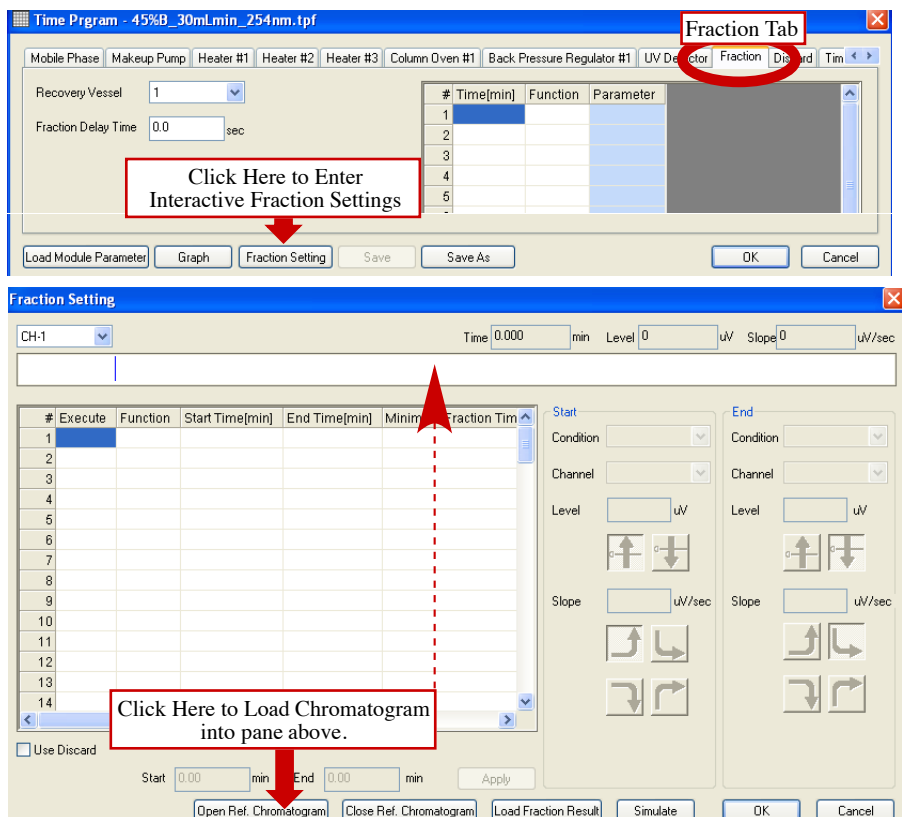 Time Prgram - 45%B_30mLmin_254nm.tpf
Fraction Tab
Mobile Phase Makeup Pump Heater #1 Heater #2 Heater #3 Column Oven #1 Back Pressure Regulator #1 UV Fraction Tim
Recovery Vessel 1
# Time[min] Function Parameter
1
Fraction Delay Time 0.0 sec
2
3
Click Here to Enter
Interactive Fraction Settings
4
5
Load Module Parameter Graph Fraction Setting Save Save As OK Cancel
Fraction Setting
CH-1 Time 0.000 min Level 0 uV Slope 0 uV/sec
# Execute Function Start Time[min] End Time[min] Fraction Tim
1
2
3
4
5
6
7
8
9
10
11
12
13
14
Start
Condition
Channel
Level uV
Slope uV/sec
End
Condition
Channel
Level uV
Slope uV/sec
Click Here to Load Chromatogram
into pane above.
Use Discard
Start 0.00 min End 0.00 min Apply
Open Ref. Chromatogram Close Ref. Chromatogram Load Fraction Result Simulate OK Cancel